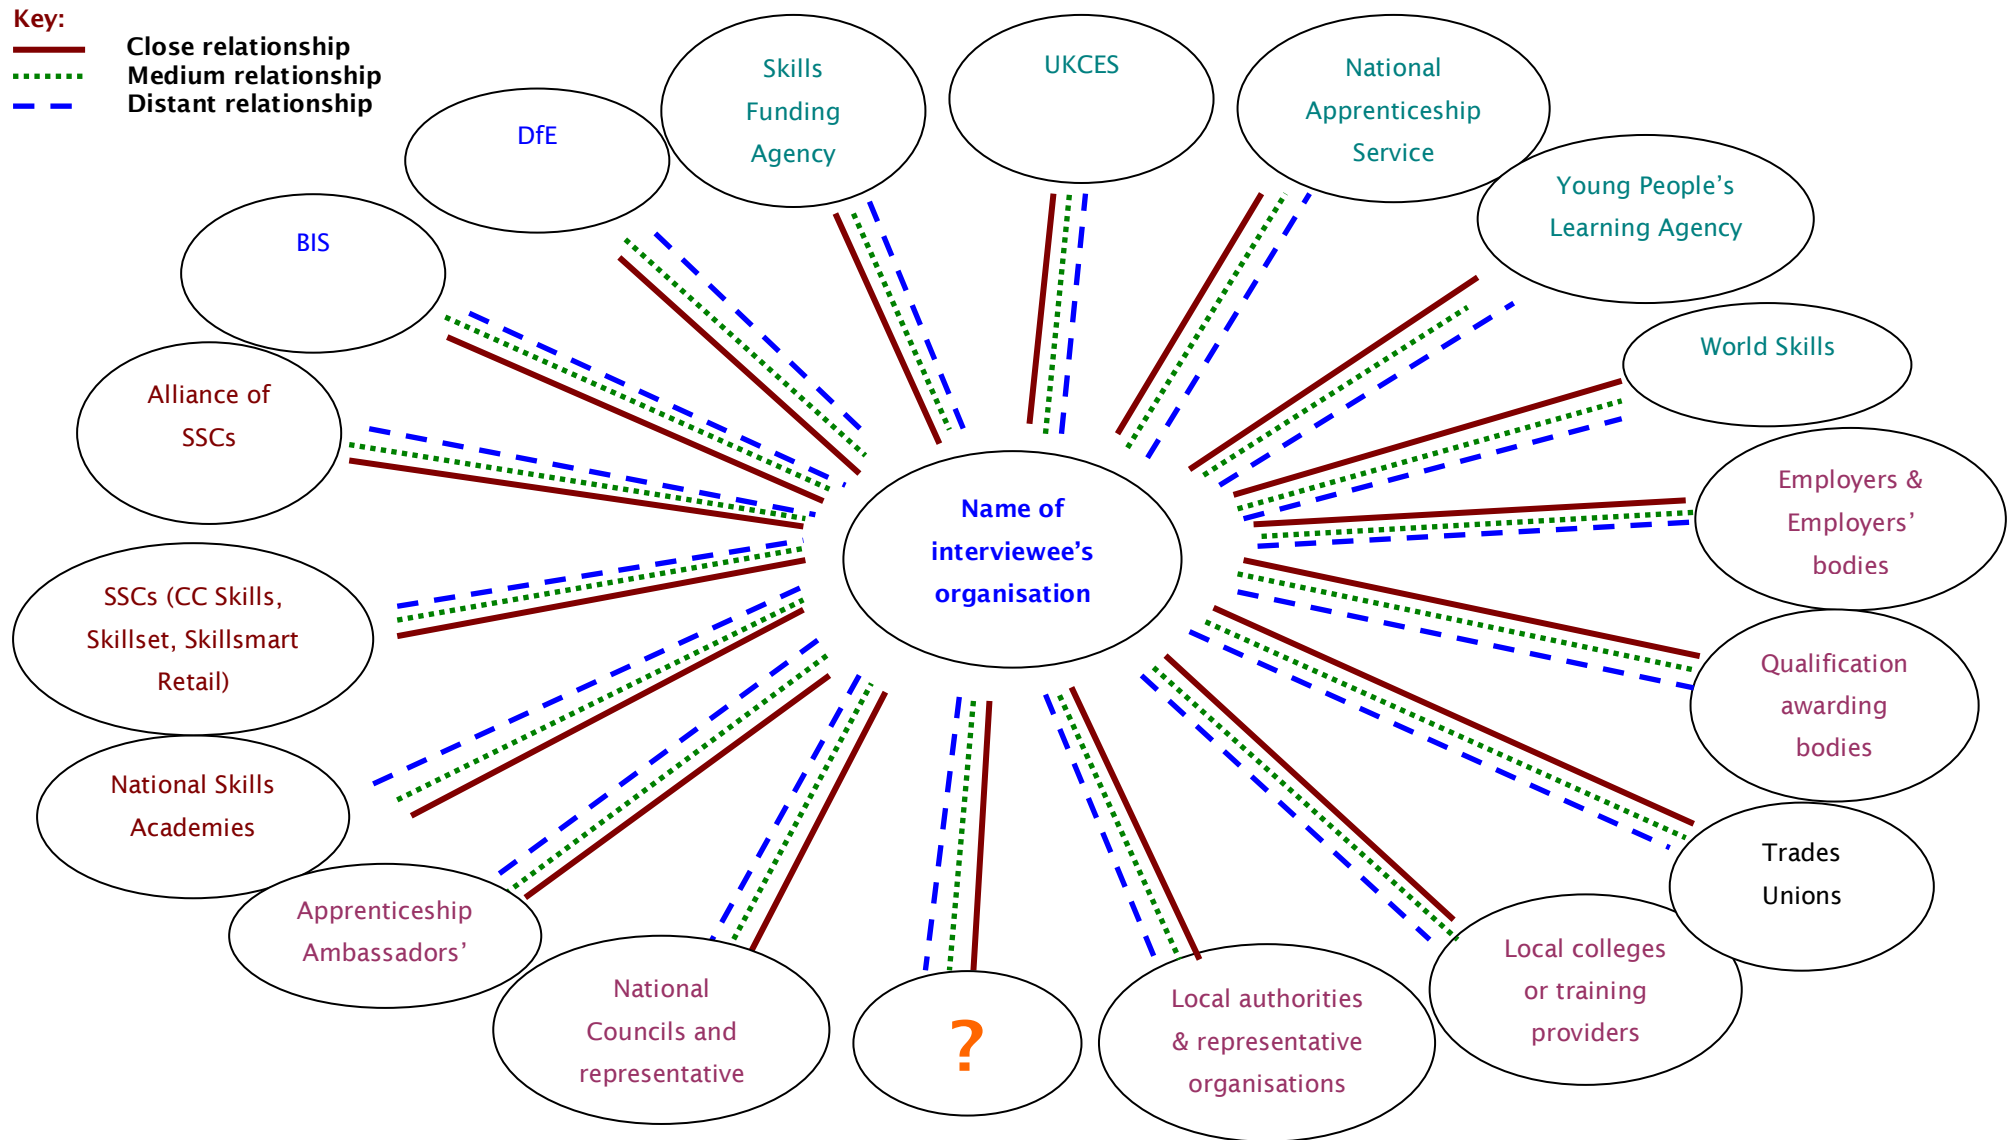 Key:
Close relationship
Medium relationship
Distant relationship
DfE
Skills
Funding
Agency
UKCES
National
Apprenticeship
Service
Young People’s
Learning Agency
BIS
World Skills
Alliance of
SSCs
Employers &
Employers’
bodies
Name of
interviewee’s
organisation
SSCs (CC Skills,
Skillset, Skillsmart
Retail)
Qualification
awarding
bodies
National Skills
Academies
Trades
Unions
Apprenticeship
Ambassadors’
National
Councils and
representative
?
Local authorities
& representative
organisations
Local colleges
or training
providers